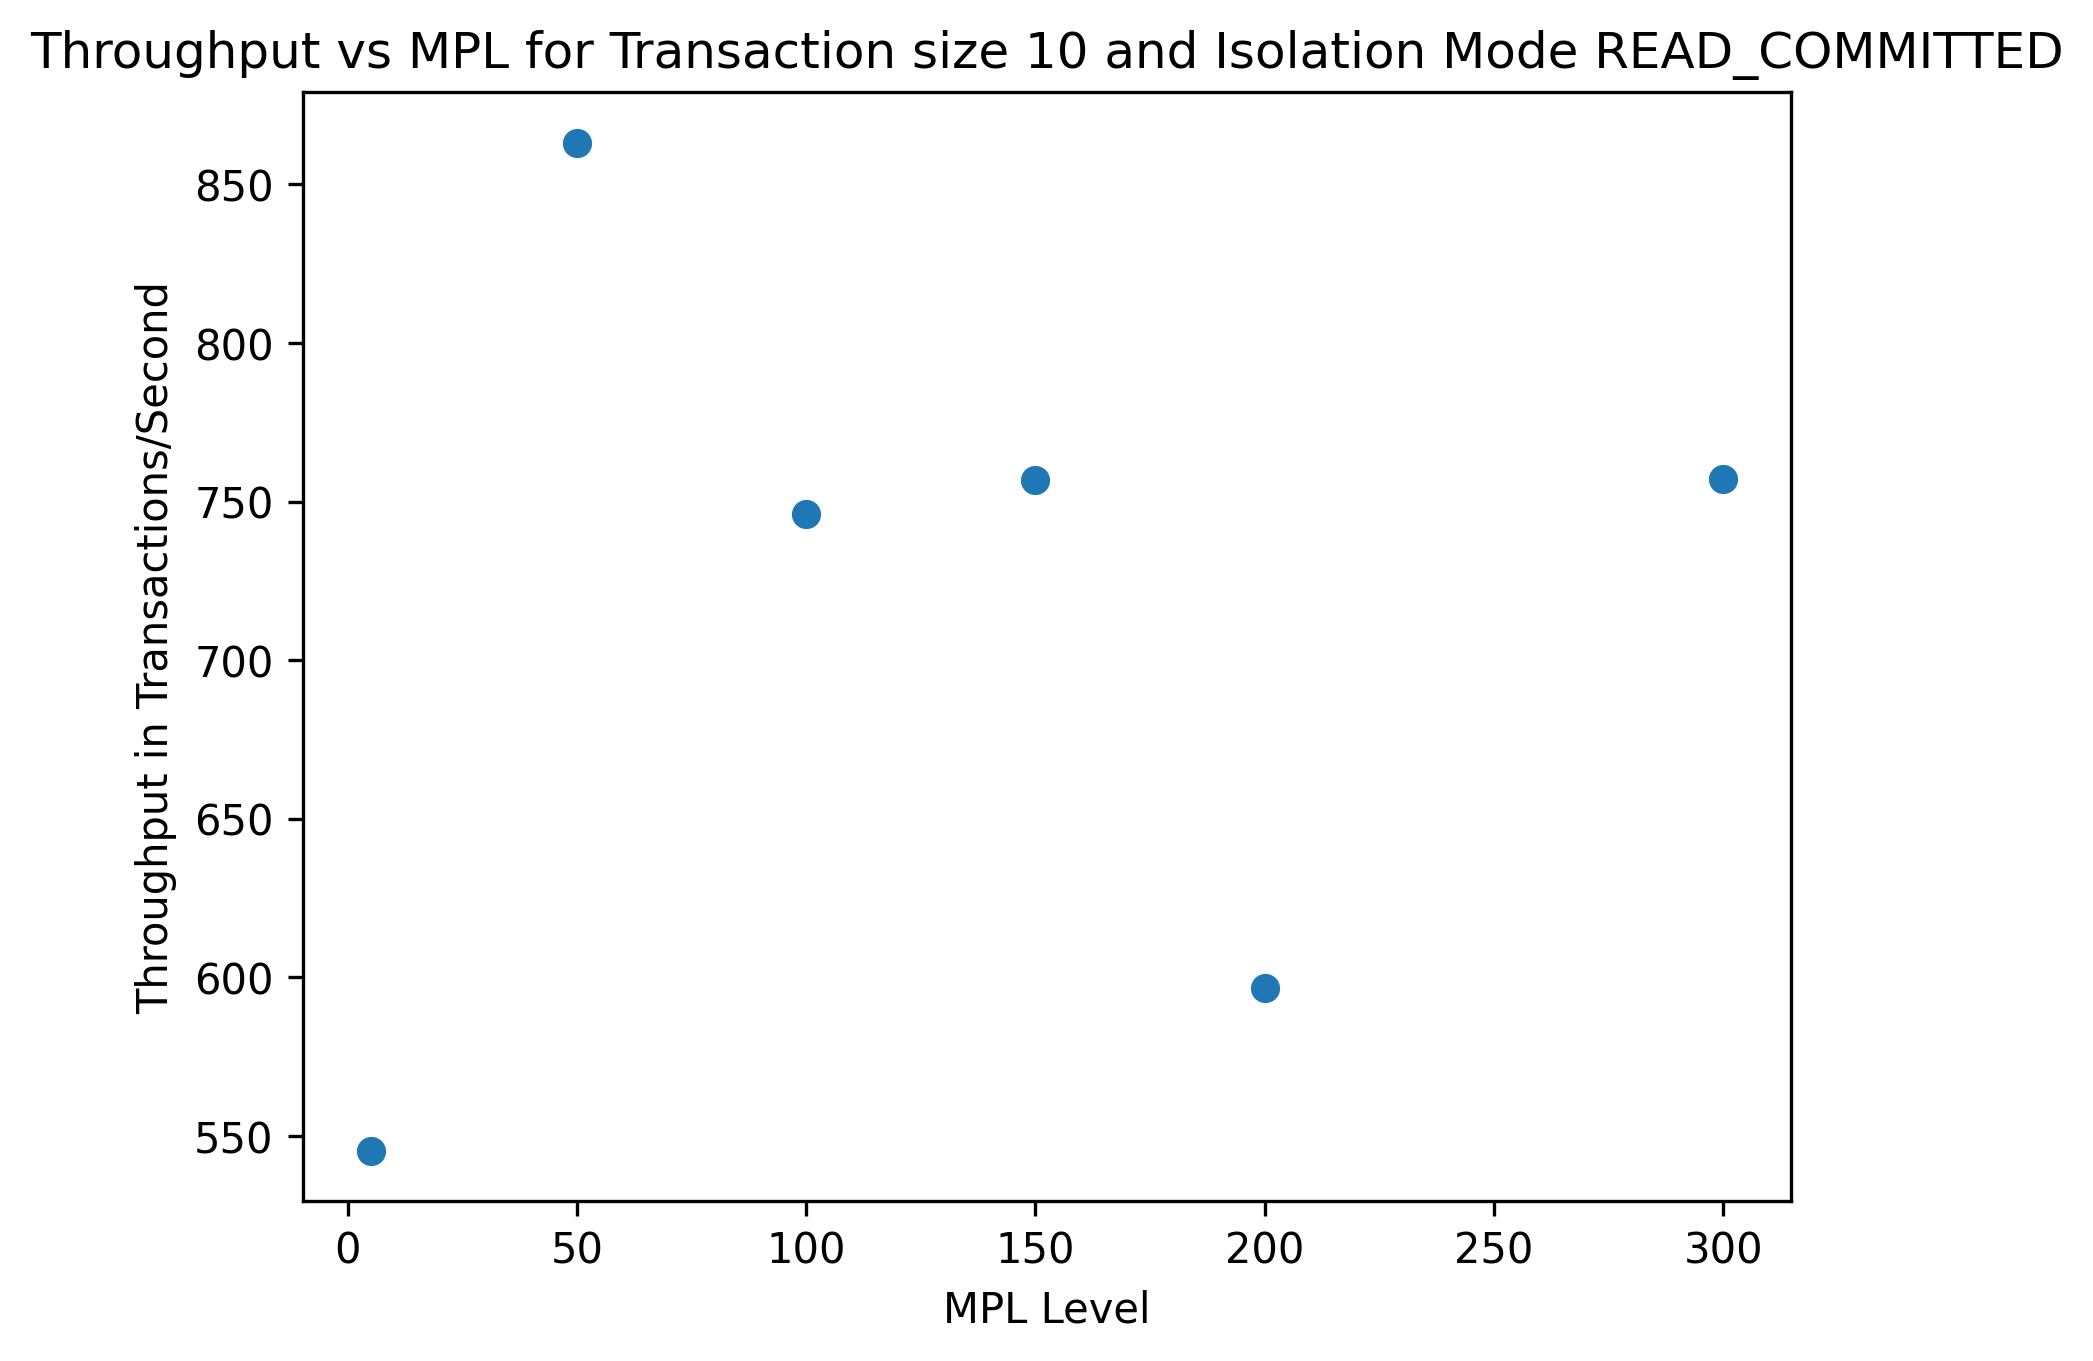 Throughput vs MPL for Transaction size 10 and Isolation Mode READ_COMMITTED
Throughput in Transactions/Second
850
800
750
700
650
600
550
0 50 100 150 200 250 300
MPL Level